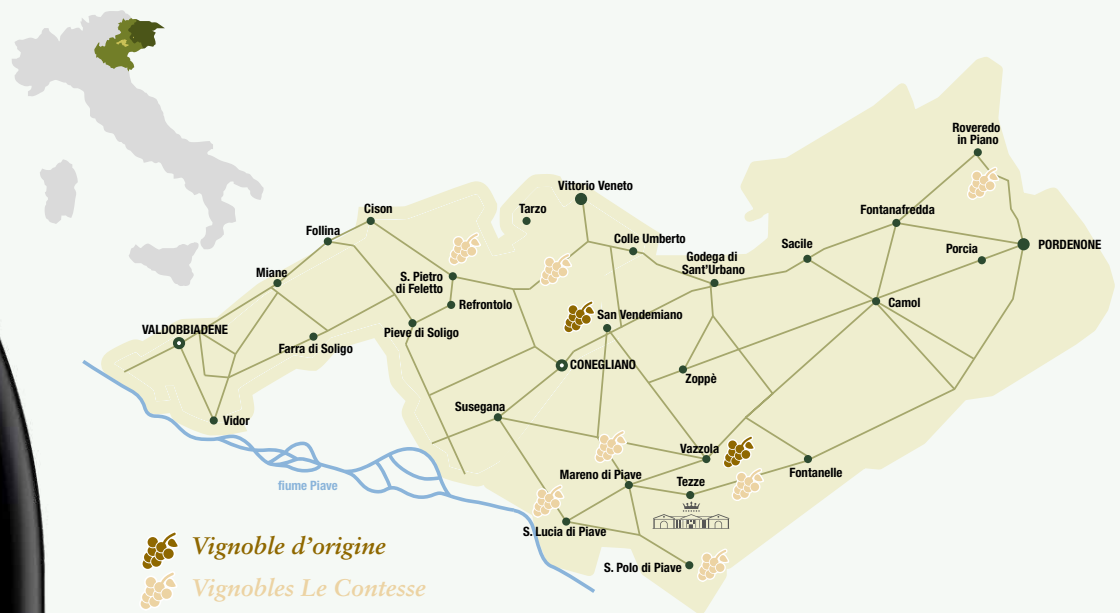 Roveredo
in Piano
Vittorio Veneto
Cison
Tarzo
Fontanafredda
Follina
Colle Umberto
Sacile
Porcia
PORDENONE
Godega di
Sant'Urbano
Miane
S. Pietro
di Feletto
Refrontolo
Camol
San Vendemiano
VALDOBBIADENE
Pieve di Soligo
Farra di Soligo
CONEGLIANO
Zoppè
Susegana
Vidor
Vazzola
Mareno di Piave
Tezze
Fontanelle
fiume Piave
S. Lucia di Piave
S. Polo di Piave
Vignoble d'origine
Vignobles Le Contesse